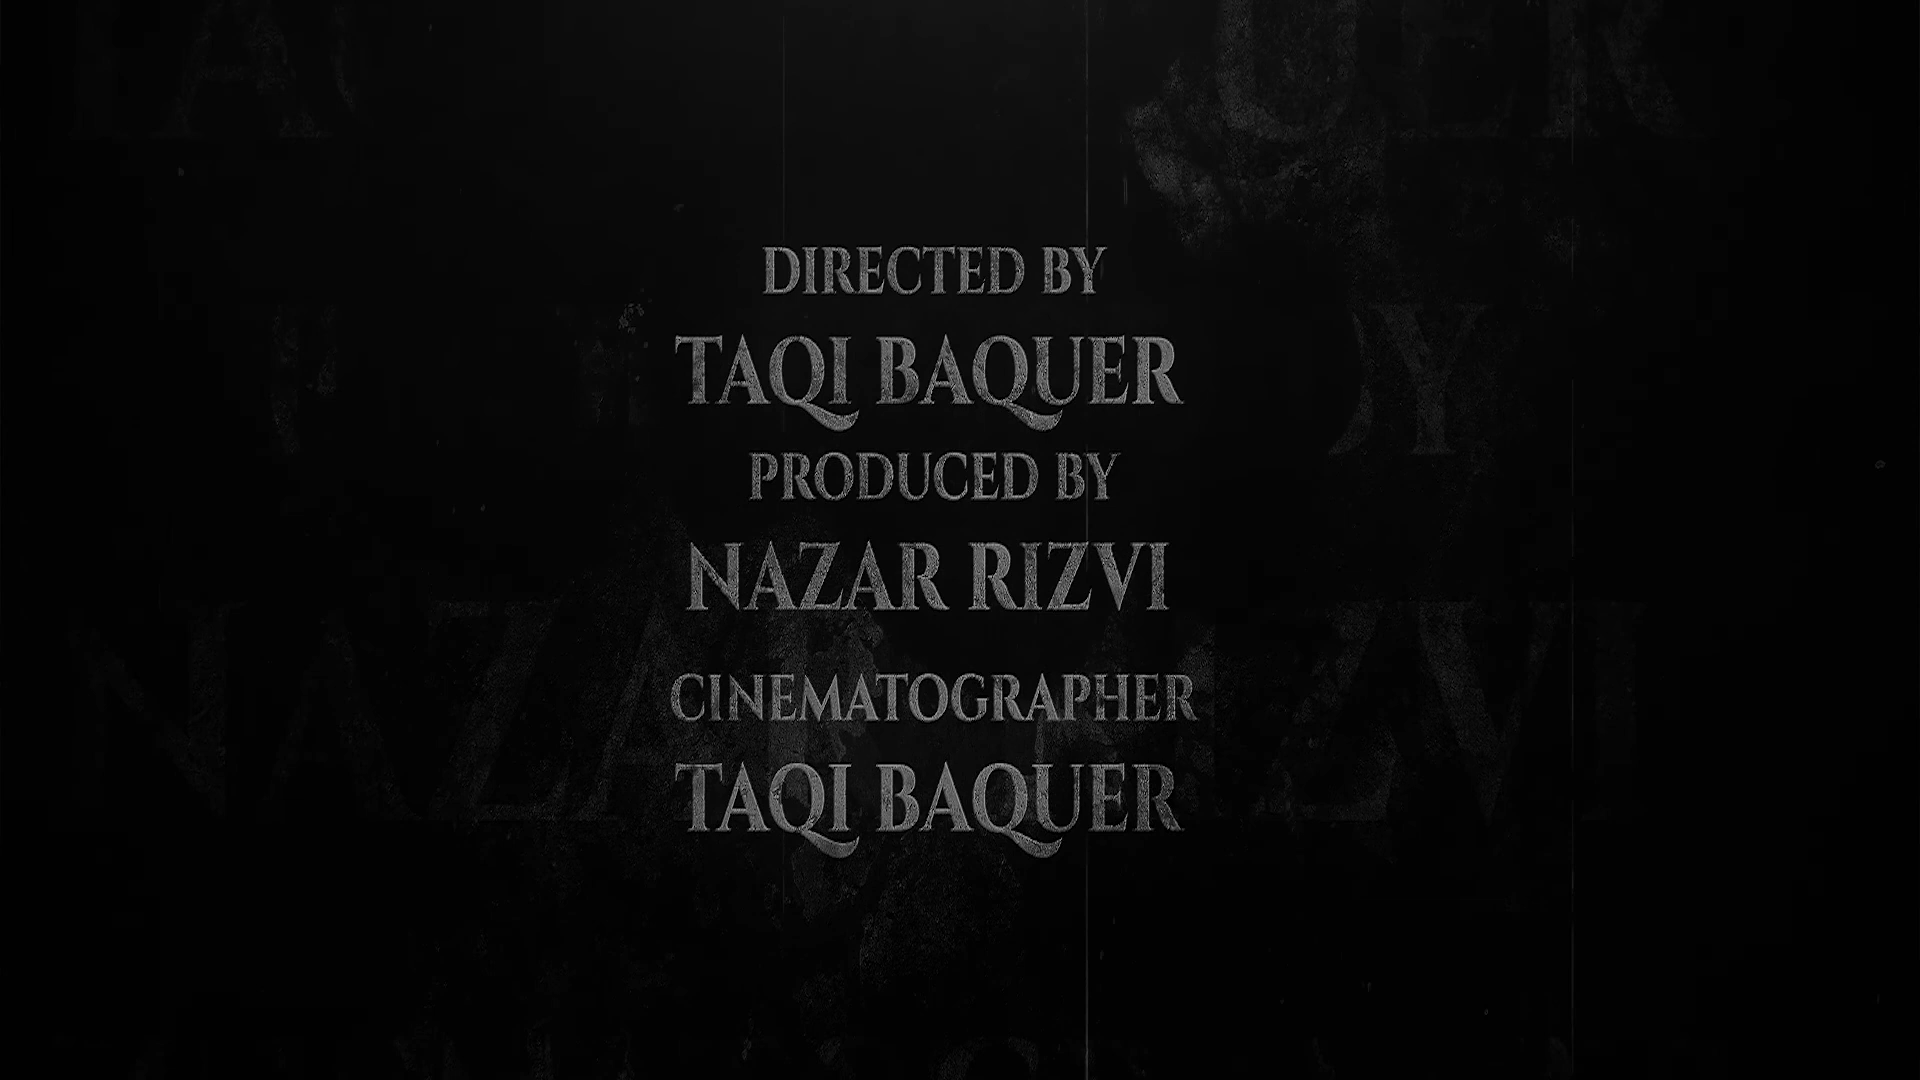 DIRECTED BY
TAQI BAQUER
PRODUCED BY
NAZAR RIZVI
CINEMATOGRAPHER
TAQI BAQUER